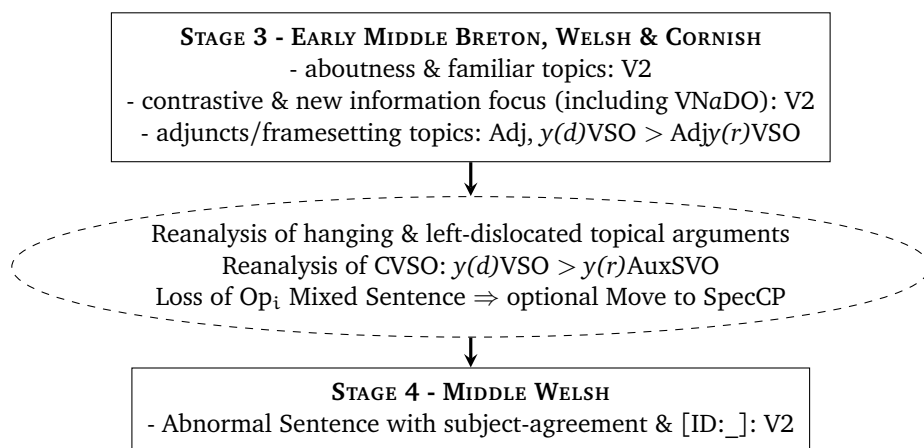 STAGE 3 - EARLY MIDDLE BRETON, WELSH & CORNISH
- aboutness & familiar topics: V2
- contrastive & new information focus (including VNaDO): V2
- adjuncts/framesetting topics: Adj, y(d)VSO > Adjy(r)VSO
Reanalysis of hanging & left-dislocated topical arguments
Reanalysis of CVSO: y(d)VSO > y(r)AuxSVO
Loss of Opi Mixed Sentence ⇒ optional Move to SpecCP
STAGE 4 - MIDDLE WELSH
- Abnormal Sentence with subject-agreement & [ID:_]: V2